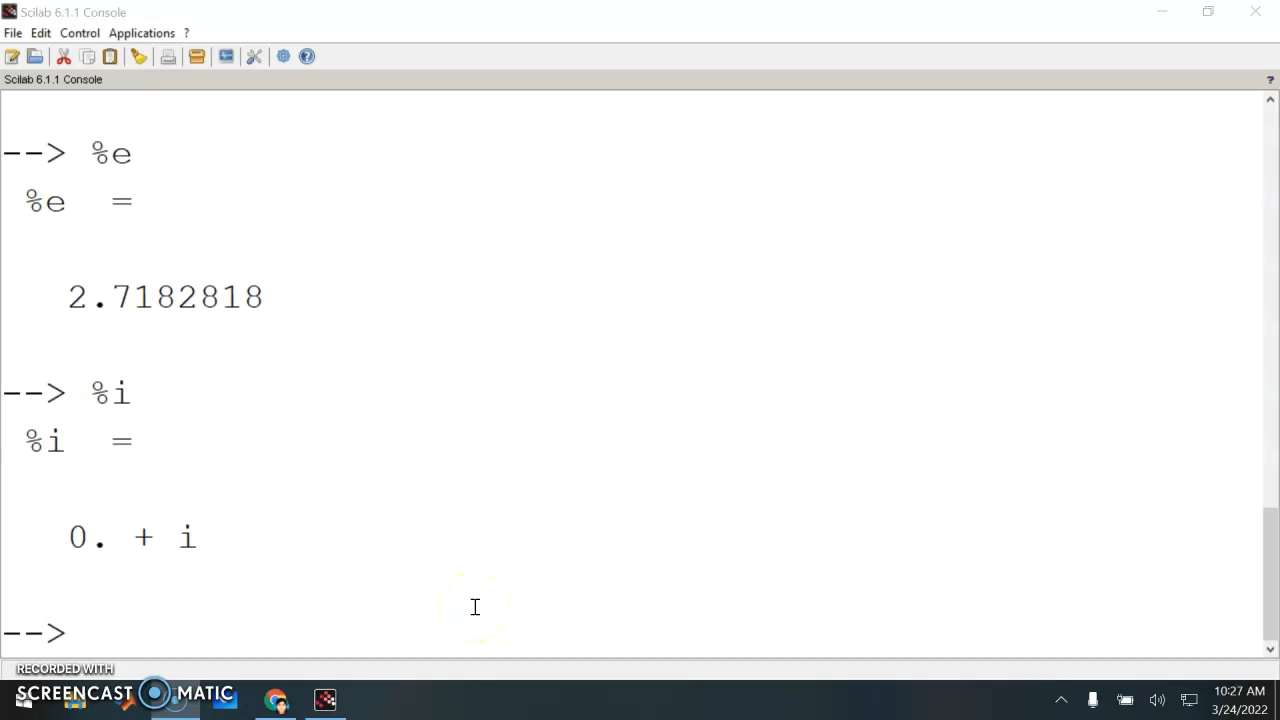 Scilab 6.1.1 Console
File Edit Control Applications ?
Scilab 6.1.1 Console ?
--> %e
%e =
2.7182818
--> %i
%i =
0. + i
-->
RECORDED WITH
SCREENCAST MATIC
10:27 AM
3/24/2022